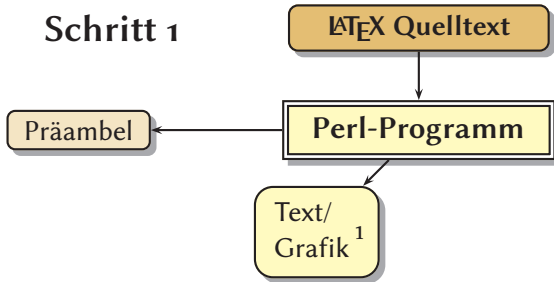 Schritt 1
LATEX Quelltext
Perl-Programm
Präambel
Text/
Grafik 1